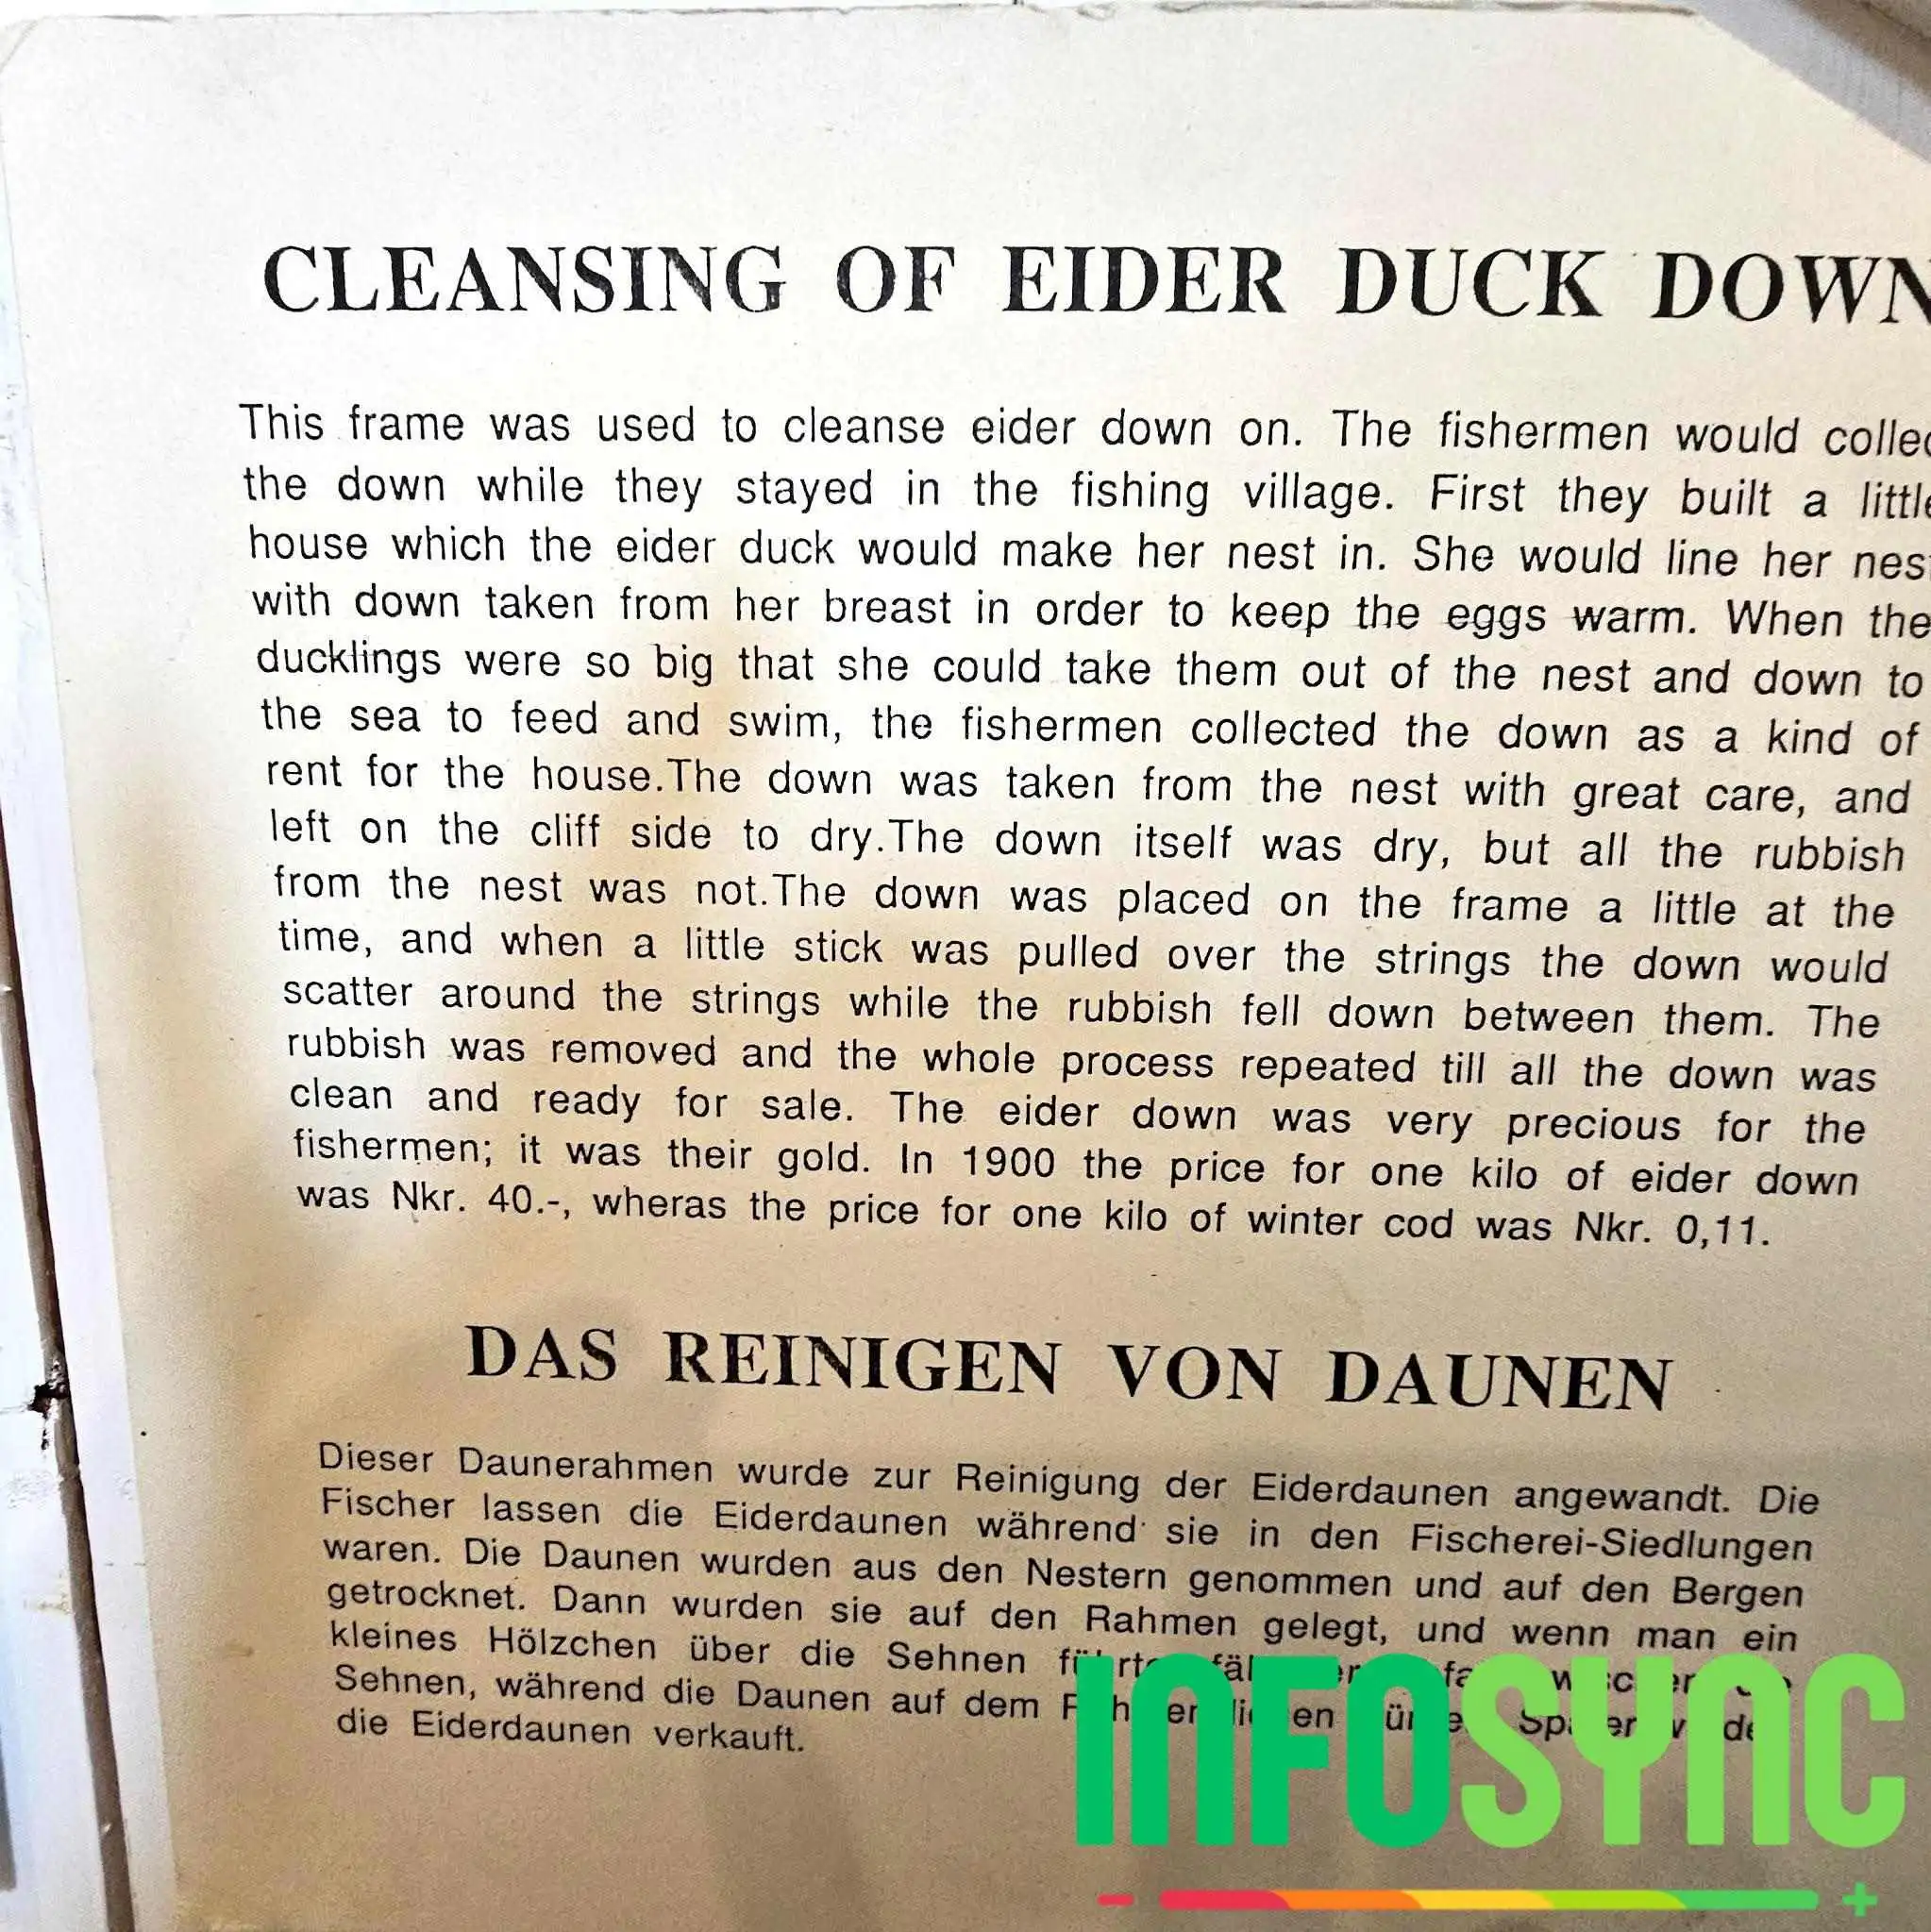 CLEANSING OF EIDER DUCK DOWN
This frame was used to cleanse eider down on. The fishermen would
the down while they stayed in the fishing village. First they built a little
house which the eider duck would make her nest in. She would line her nest
with down taken from her breast in order to keep the eggs warm. When the
ducklings were so big that she could take them out of the nest and down to
the sea to feed and swim, the fishermen collected the down as a kind of
rent for the house.The down was taken from the nest with great care, and
left on the cliff side to dry.The down itself was dry, but all the rubbish
from the nest was not.The down was placed on the frame a little at the
time, and when a little stick was pulled over the strings the down would
scatter around the strings while the rubbish fell down between them. The
rubbish was removed and the whole process repeated till all the down was
clean and ready for sale. The eider down was very precious for the
fishermen; it was their gold. In 1900 the price for one kilo of eider down
was Nkr. 40.-, wheras the price for one kilo of winter cod was Nkr. 0,11.
DAS REINIGEN VON DAUNEN
Dieser Daunerahmen wurde zur Reinigung der Eiderdaunen angewandt. Die
Fischer lassen die Eiderdaunen während sie in den Fischerei-Siedlungen
waren. Die Daunen wurden aus den Nestern genommen und auf den Bergen
getrocknet. Dann wurden sie auf den Rahmen gelegt, und wenn man ein
kleines Hölzchen über die Sehnen
Sehnen, während die Daunen auf dem
die Eiderdaunen verkauft.
INFOSYNC
- +